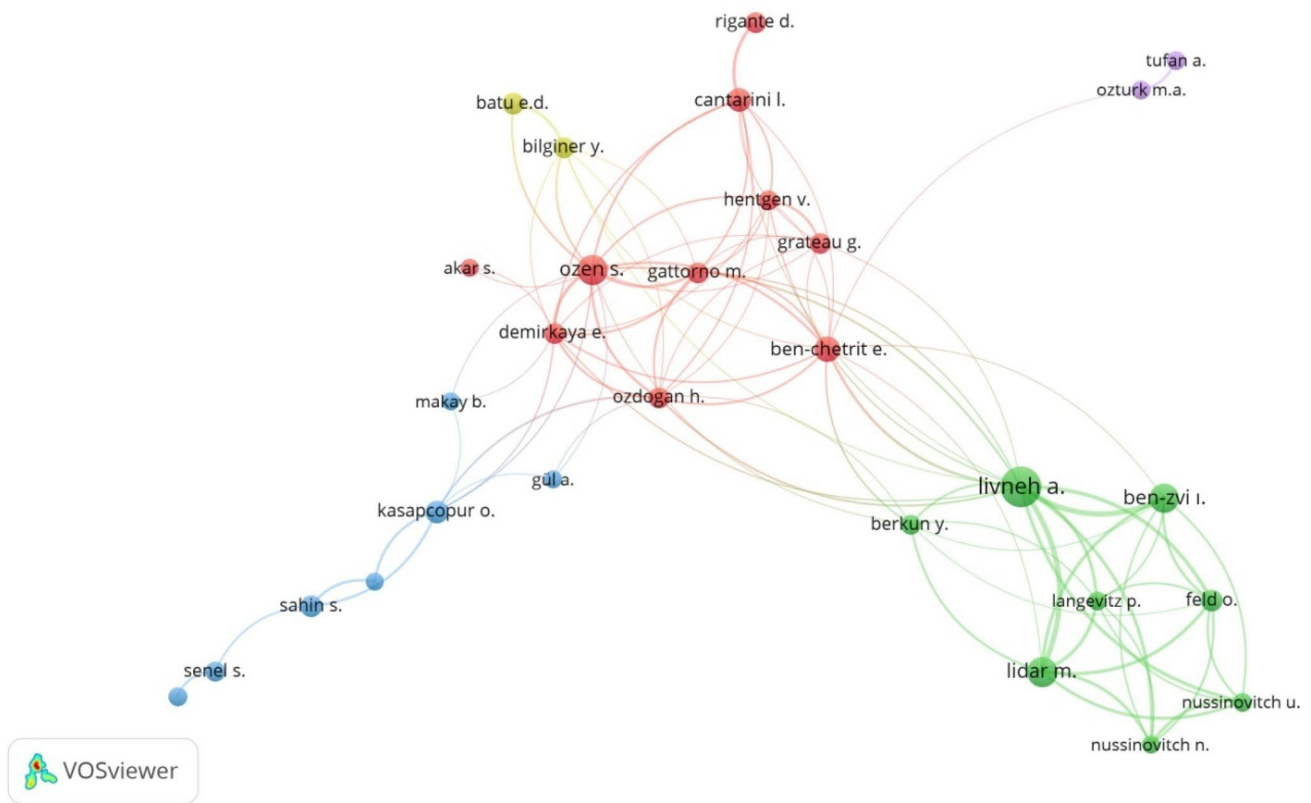 rigante d.
tufan a.
ozturk m.a.
cantarini l.
batu e.d.
bilginer y.
hentgen v.
grateau g.
akar s.
ozen s.
gattorno m.
demirkaya e.
ben-chetrit e.
ozdogan h.
makay b.
gül a.
livneh a.
ben-zvi ı.
kasapcopur o.
berkun y.
langevitz p.
feld o.
sahin s.
lidar m.
senel s.
nussinovitch u.
nussinovitch n.
VOSviewer